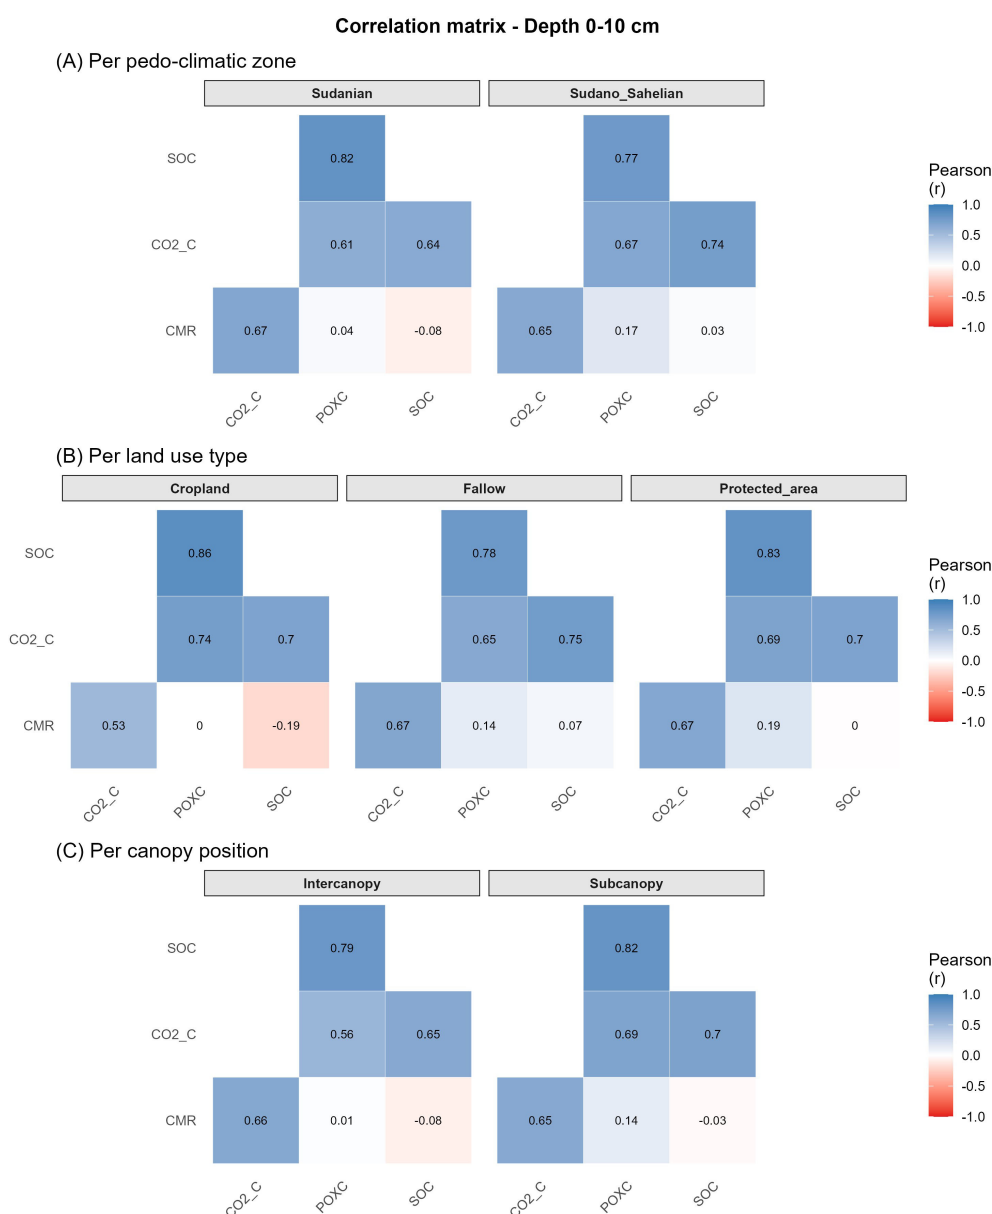 Correlation matrix - Depth 0-10 cm
(A) Per pedo-climatic zone
Sudanian
Sudano_Sahelian
SOC
0.82
0.77
CO2_C
0.61
0.64
0.67
0.74
CMR
0.67
0.04
-0.08
0.65
0.17
0.03
CO2_C
POXC
SOC
CO2_C
POXC
SOC
Pearson
(r)
1.0
0.5
0.0
-0.5
-1.0
(B) Per land use type
Cropland
Fallow
Protected_area
SOC
0.86
0.78
0.83
CO2_C
0.74
0.7
0.65
0.75
0.69
0.7
CMR
0.53
0
-0.19
0.67
0.14
0.07
0.67
0.19
0
CO2_C
POXC
SOC
CO2_C
POXC
SOC
CO2_C
POXC
SOC
Pearson
(r)
1.0
0.5
0.0
-0.5
-1.0
(C) Per canopy position
Intercanopy
Subcanopy
SOC
0.79
0.82
CO2_C
0.56
0.65
0.69
0.7
CMR
0.66
0.01
-0.08
0.65
0.14
-0.03
CO2_C
POXC
SOC
CO2_C
POXC
SOC
Pearson
(r)
1.0
0.5
0.0
-0.5
-1.0